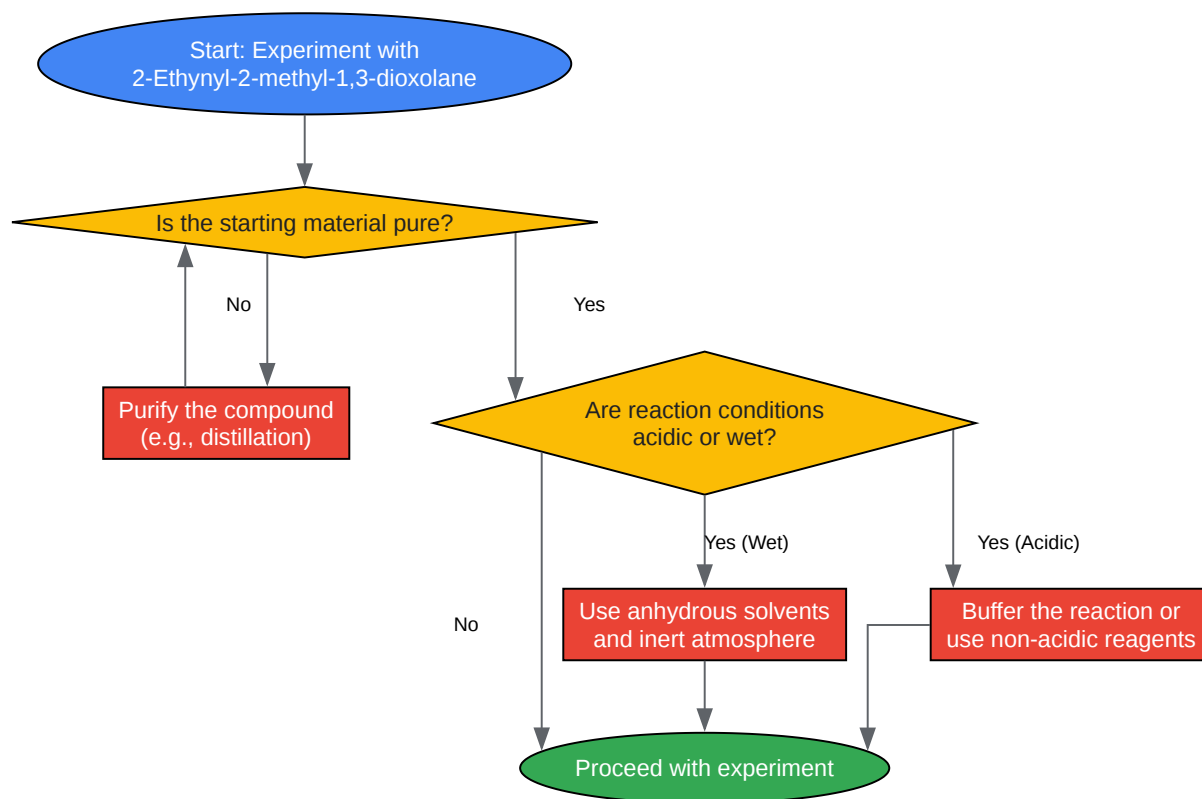 Start: Experiment with
2-Ethynyl-2-methyl-1,3-dioxolane
Is the starting material pure?
No
Yes
Purify the compound
(e.g., distillation)
Are reaction conditions
acidic or wet?
Yes (Wet)
Yes (Acidic)
No
Use anhydrous solvents
and inert atmosphere
Buffer the reaction or
use non-acidic reagents
Proceed with experiment